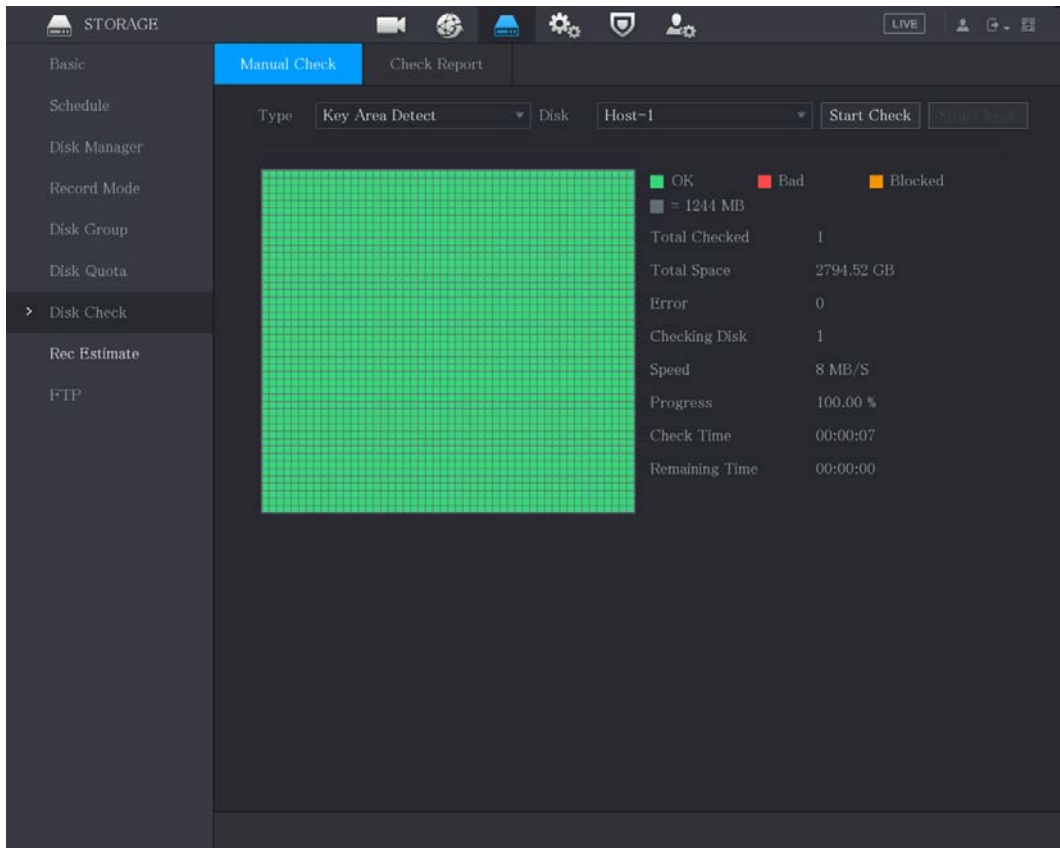 STORAGE
LIVE
Basic
Schedule
Disk Manager
Record Mode
Disk Group
Disk Quota
Disk Check
Rec Estimate
FTP
Manual Check Check Report
Type Key Area Detect Disk Host-1 Start Check Stop Check
OK Bad Blocked
= 1244 MB
Total Checked 1
Total Space 2794.52 GB
Error 0
Checking Disk 1
Speed 8 MB/S
Progress 100.00 %
Check Time 00:00:07
Remaining Time 00:00:00